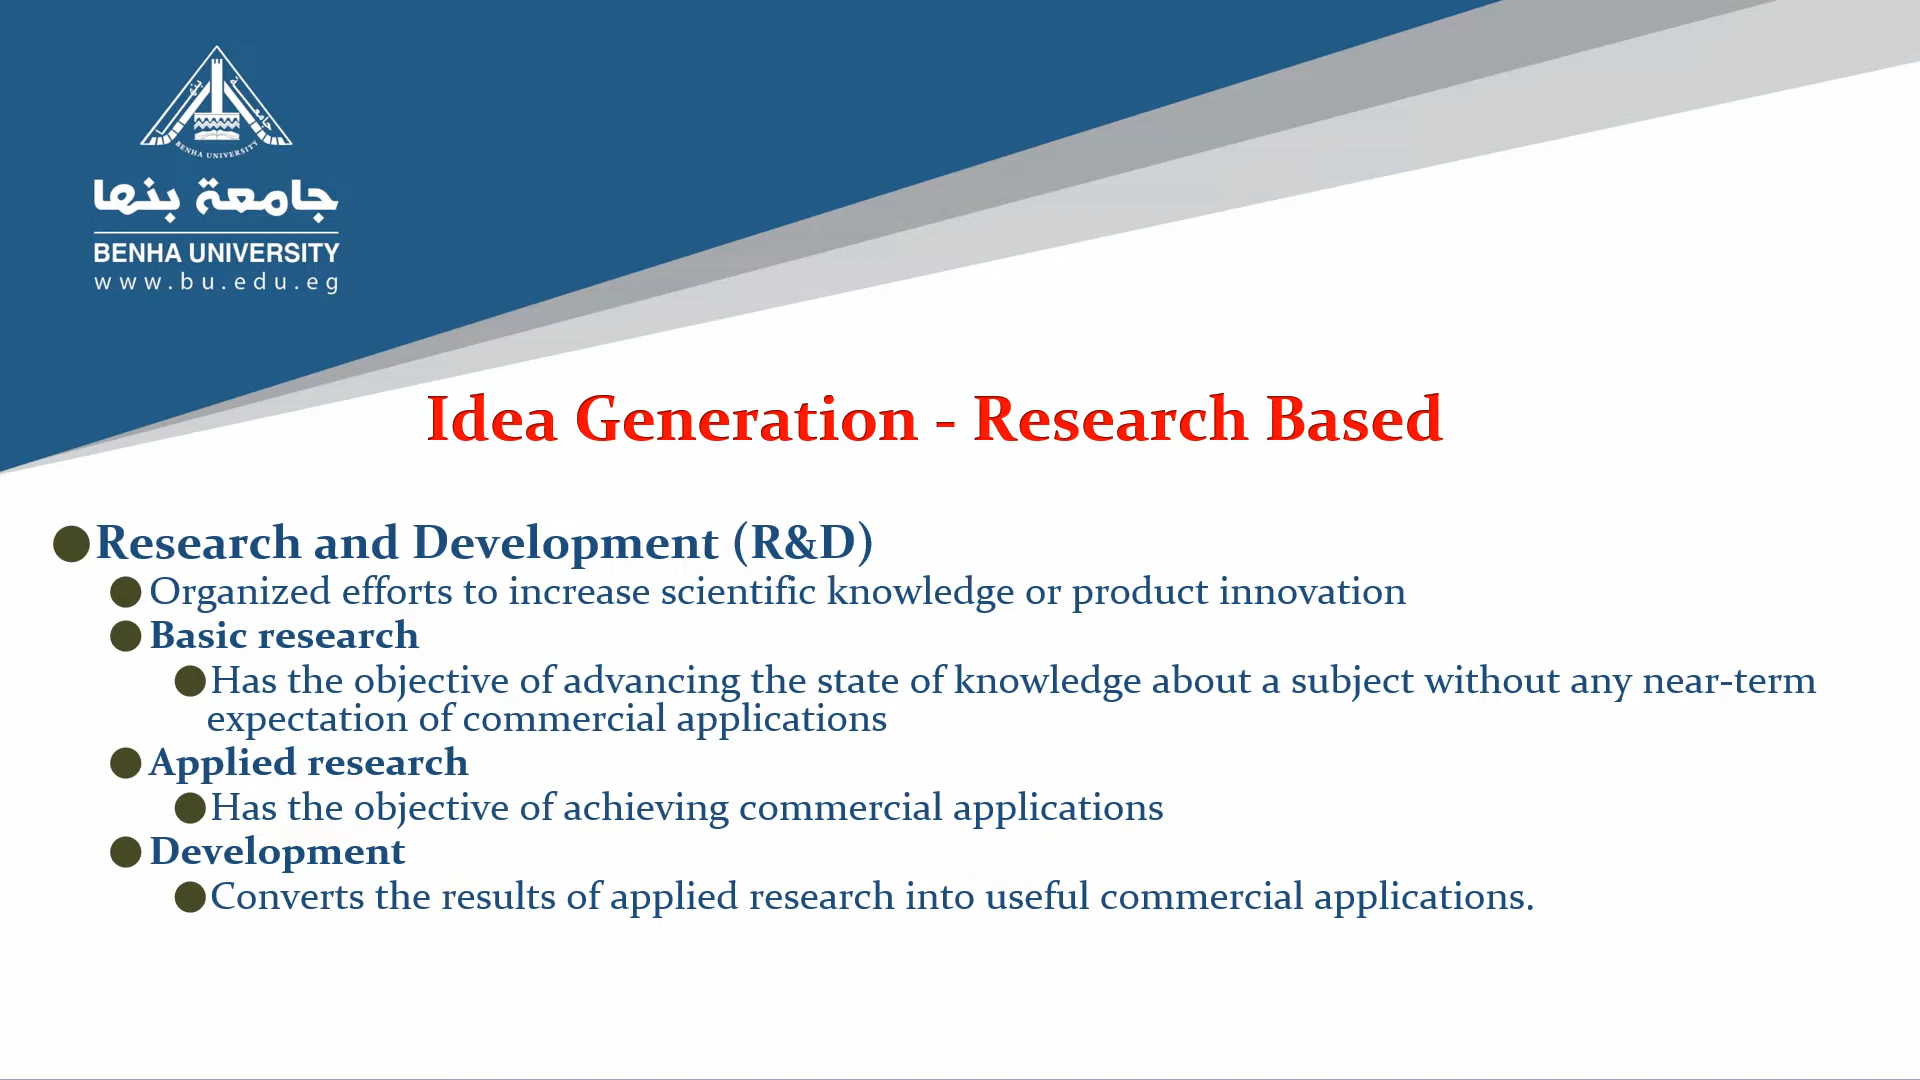 BENHA UNIVERSITY
جامعة بنها
BENHA UNIVERSITY
www.bu.edu.eg
Idea Generation - Research Based
Research and Development (R&D)
Organized efforts to increase scientific knowledge or product innovation
Basic research
Has the objective of advancing the state of knowledge about a subject without any near-term
expectation of commercial applications
Applied research
Has the objective of achieving commercial applications
Development
Converts the results of applied research into useful commercial applications.